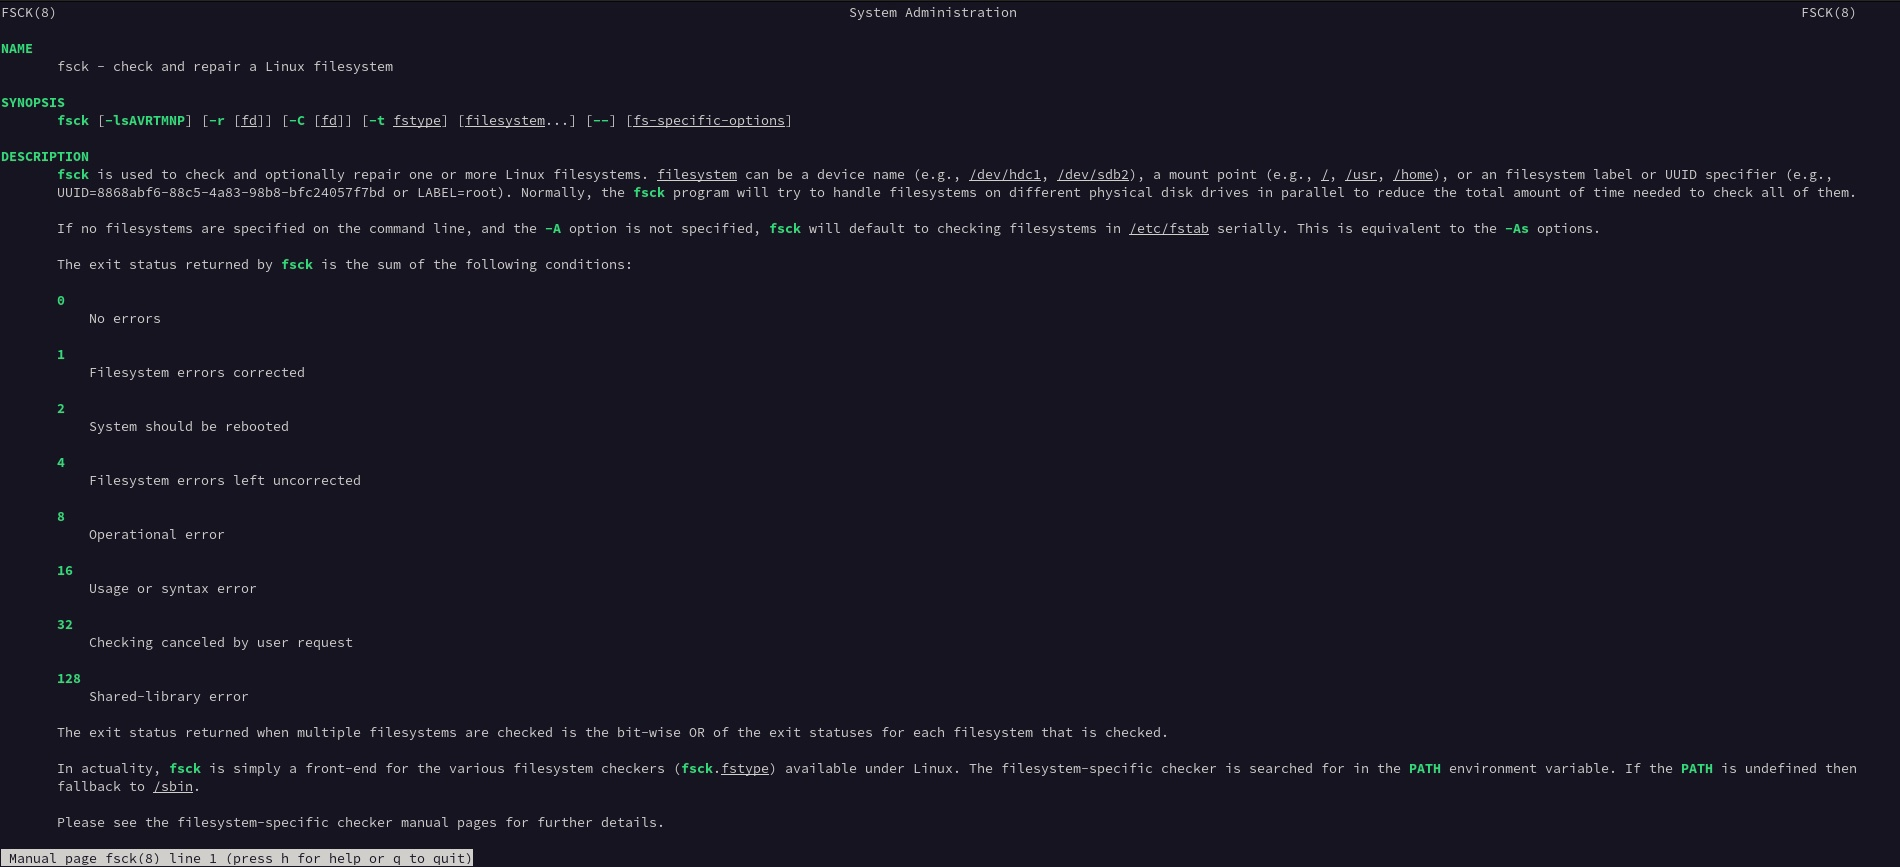 FSCK(8) System Administration FSCK(8)
NAME
fsck - check and repair a Linux filesystem
SYNOPSIS
fsck [-lsAVRTMNP] [-r [fd]] [-C [fd]] [-t fstype] [filesystem...] [--] [fs-specific-options]
DESCRIPTION
fsck is used to check and optionally repair one or more Linux filesystems. filesystem can be a device name (e.g., /dev/hdc1, /dev/sdb2), a mount point (e.g., /, /usr, /home), or an filesystem label or UUID specifier (e.g.,
UUID=8868abf6-88c5-4a83-98b8-bfc24057f7bd or LABEL=root). Normally, the fsck program will try to handle filesystems on different physical disk drives in parallel to reduce the total amount of time needed to check all of them.
If no filesystems are specified on the command line, and the -A option is not specified, fsck will default to checking filesystems in /etc/fstab serially. This is equivalent to the -As options.
The exit status returned by fsck is the sum of the following conditions:
0
No errors
1
Filesystem errors corrected
2
System should be rebooted
4
Filesystem errors left uncorrected
8
Operational error
16
Usage or syntax error
32
Checking canceled by user request
128
Shared-library error
The exit status returned when multiple filesystems are checked is the bit-wise OR of the exit statuses for each filesystem that is checked.
In actuality, fsck is simply a front-end for the various filesystem checkers (fsck.fstype) available under Linux. The filesystem-specific checker is searched for in the PATH environment variable. If the PATH is undefined then
fallback to /sbin.
Please see the filesystem-specific checker manual pages for further details.
Manual page fsck(8) line 1 (press h for help or q to quit)